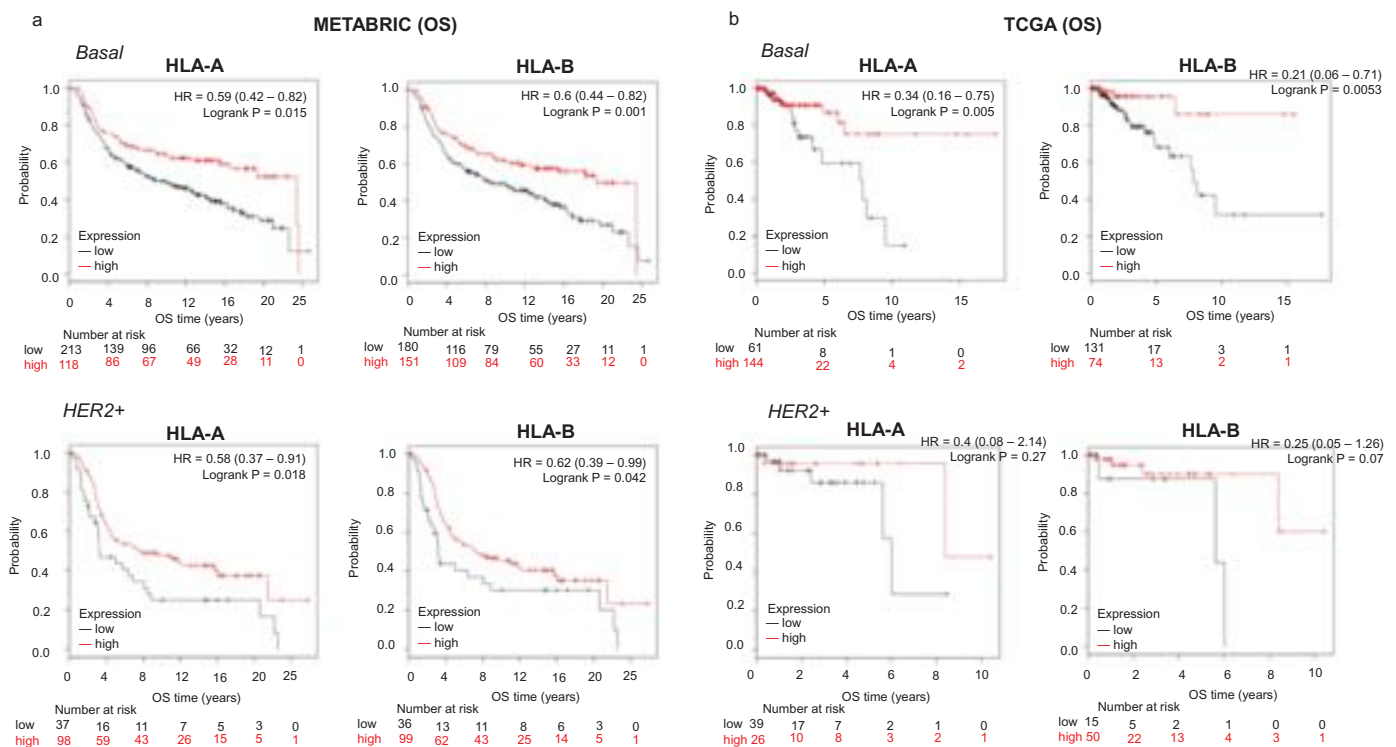 a
METABRIC (OS)
Basal
HLA-A
HR = 0.59 (0.42 – 0.82)
Logrank P = 0.015
Probability
1.0
0.8
0.6
0.4
0.2
0.0
Expression
low
high
0 4 8 12 16 20 25
OS time (years)
Number at risk
low 213 139 96 66 32 12 1
high 118 86 67 49 28 11 0
HLA-B
HR = 0.6 (0.44 – 0.82)
Logrank P = 0.001
Probability
1.0
0.8
0.6
0.4
0.2
0.0
Expression
low
high
0 4 8 12 16 20 25
OS time (years)
Number at risk
180 116 79 55 27 11 1
151 109 84 60 33 12 0
HER2+
HLA-A
HR = 0.58 (0.37 – 0.91)
Logrank P = 0.018
Probability
1.0
0.8
0.6
0.4
0.2
0.0
Expression
low
high
0 4 8 12 16 20 25
OS time (years)
Number at risk
low 37 16 11 7 5 3 0
high 98 59 43 26 15 5 1
HLA-B
HR = 0.62 (0.39 – 0.99)
Logrank P = 0.042
Probability
1.0
0.8
0.6
0.4
0.2
0.0
Expression
low
high
0 4 8 12 16 20 25
OS time (years)
Number at risk
low 36 13 11 8 6 3 0
high 99 62 43 25 14 5 1
b
TCGA (OS)
Basal
HLA-A
HR = 0.34 (0.16 – 0.75)
Logrank P = 0.005
Probability
1.0
0.8
0.6
0.4
0.2
0.0
Expression
low
high
0 5 10 15
OS time (years)
Number at risk
low 61 8 1 0
high 144 22 4 2
HLA-B
HR = 0.21 (0.06 – 0.71)
Logrank P = 0.0053
Probability
1.0
0.8
0.6
0.4
0.2
0.0
Expression
low
high
0 5 10 15
OS time (years)
Number at risk
low 131 17 3 1
high 74 13 2 1
HER2+
HLA-A
HR = 0.4 (0.08 – 2.14)
Logrank P = 0.27
Probability
1.0
0.8
0.6
0.4
0.2
0.0
Expression
low
high
0 2 4 6 8 10
OS time (years)
Number at risk
low 39 17 7 2 1 0
high 26 10 8 3 2 1
HLA-B
HR = 0.25 (0.05 – 1.26)
Logrank P = 0.07
Probability
1.0
0.8
0.6
0.4
0.2
0.0
Expression
low
high
0 2 4 6 8 10
OS time (years)
Number at risk
low 15 5 2 1 0 0
high 50 22 13 4 3 1